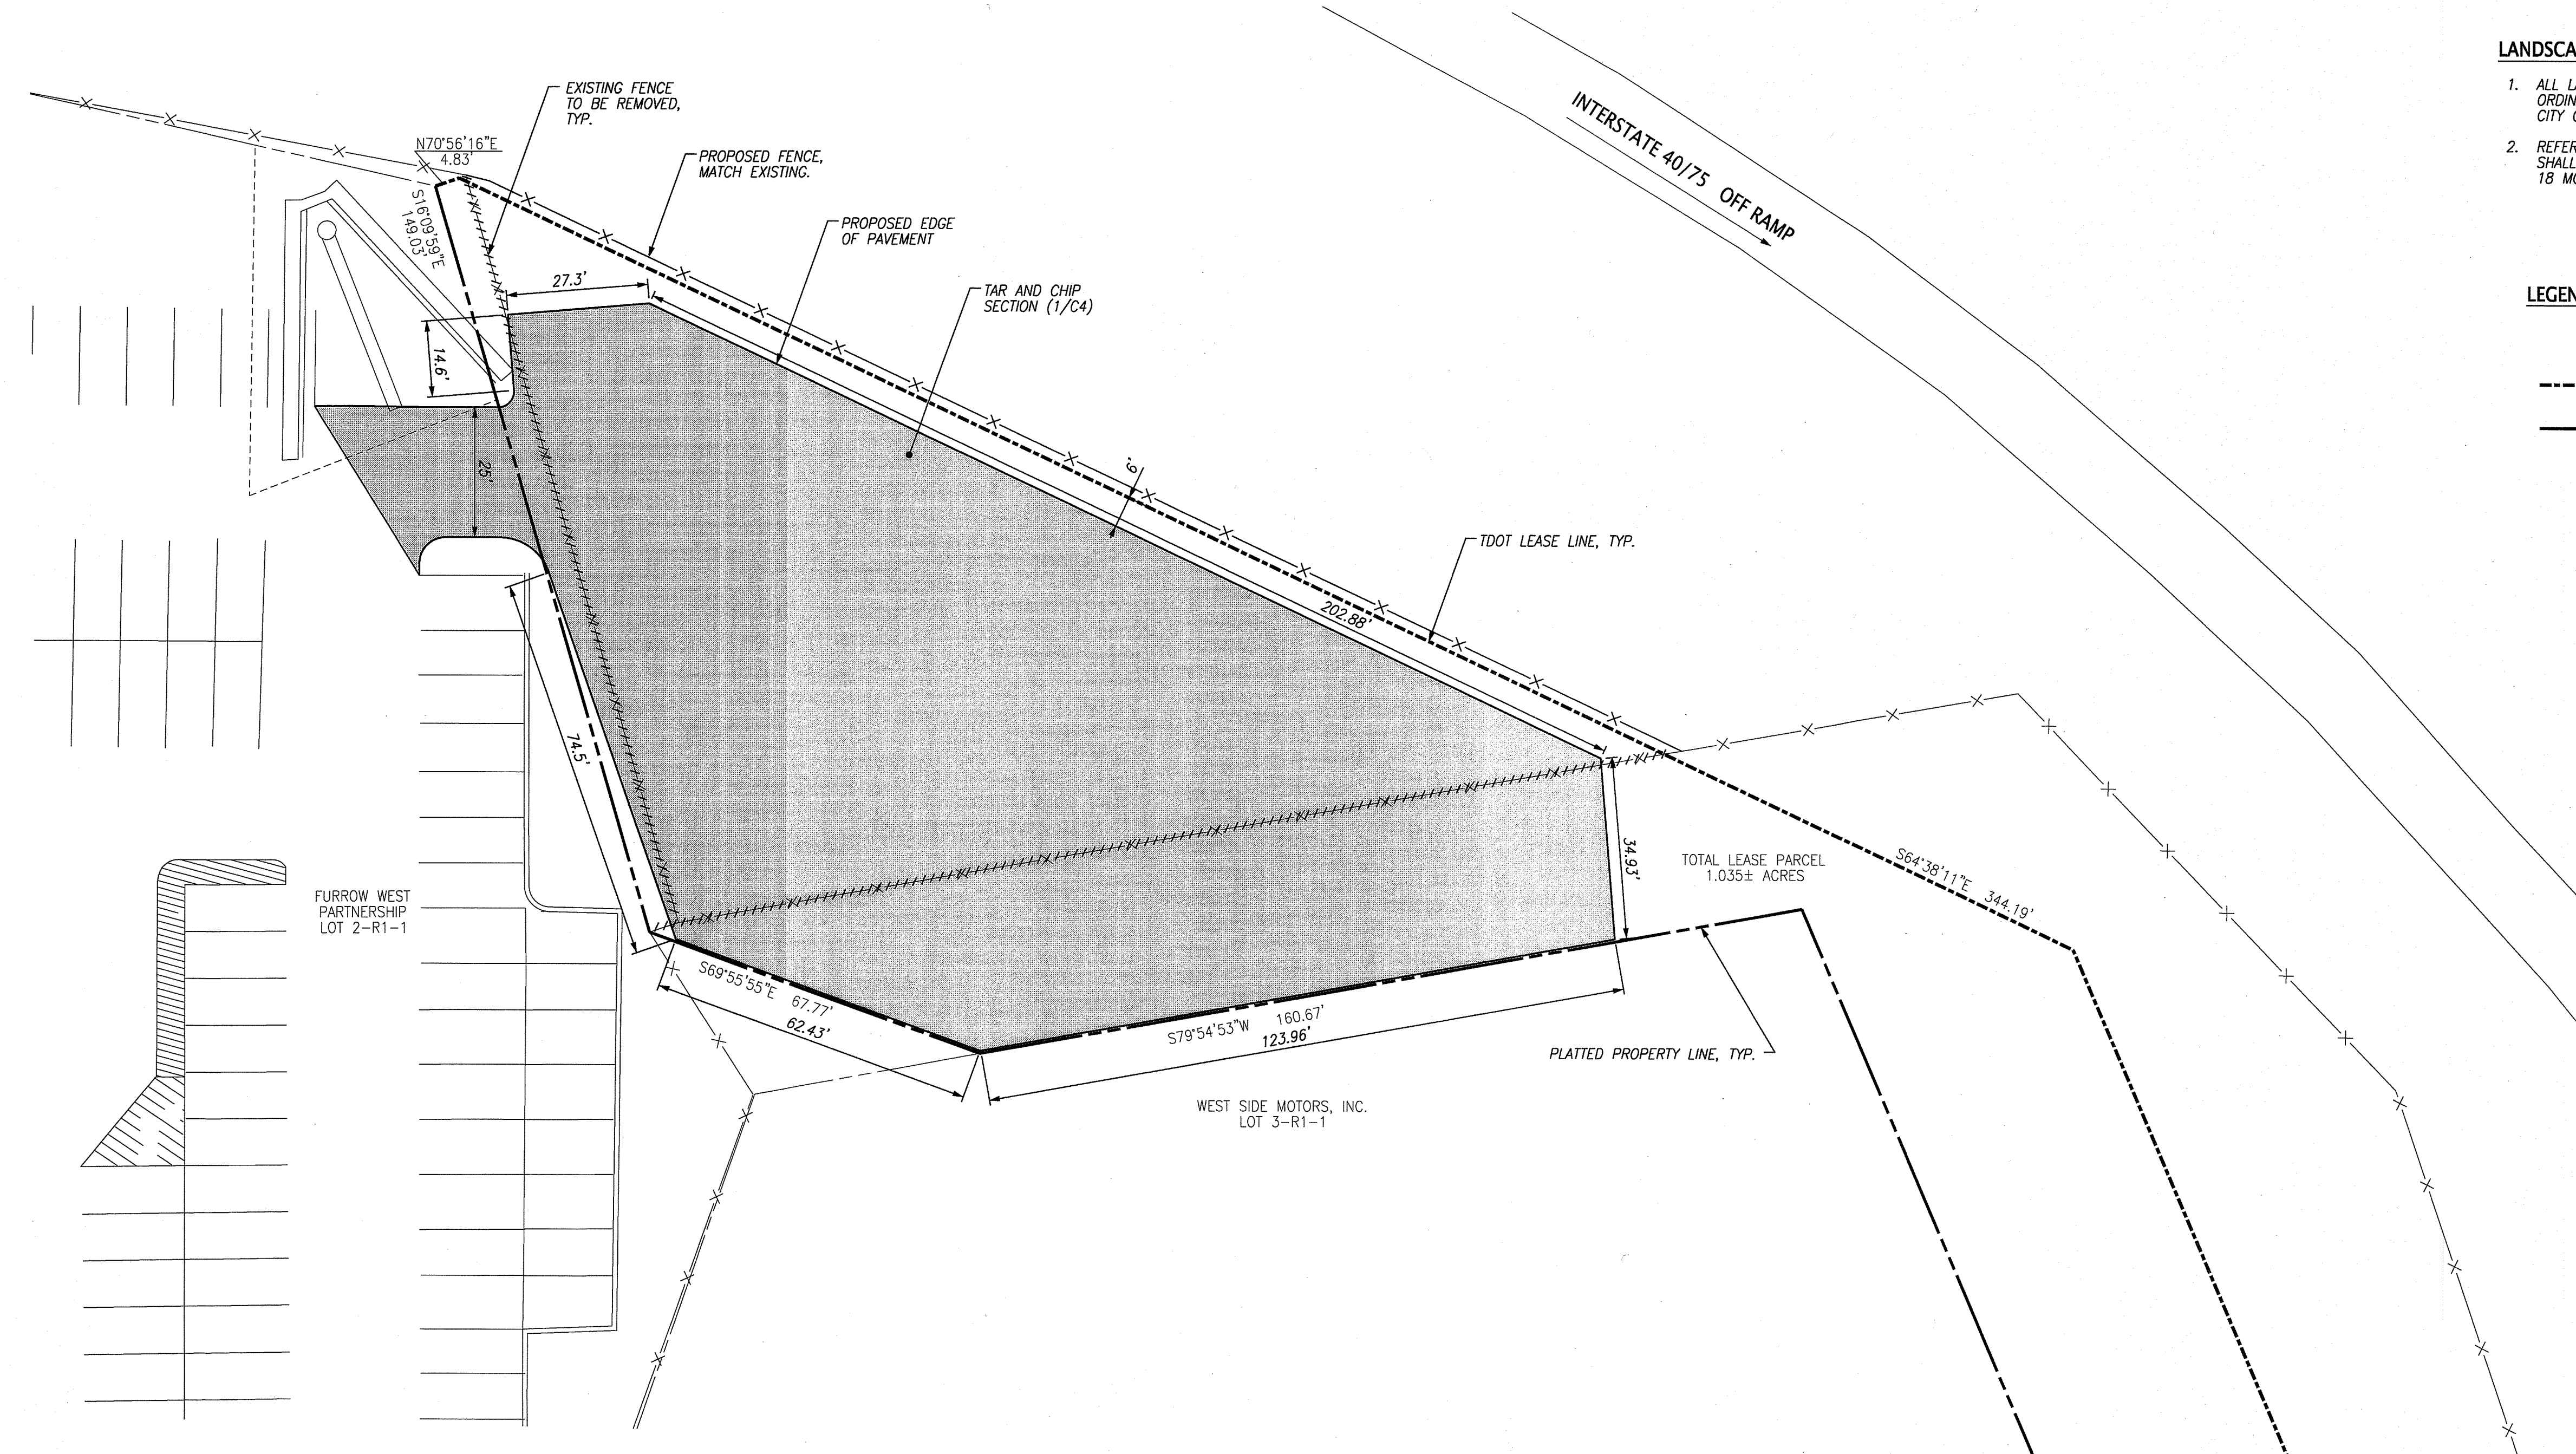 EXISTING FENCE
TO BE REMOVED,
TYP.
N70°56'16"E
4.83'
PROPOSED FENCE,
MATCH EXISTING.
S16°09'59"E
149.03'
PROPOSED EDGE
OF PAVEMENT
27.3'
TAR AND CHIP
SECTION (1/C4)
14.6'
25'
6'
INTERSTATE 40/75 OFF RAMP
TDOT LEASE LINE, TYP.
202.88'
74.5'
34.93'
TOTAL LEASE PARCEL
1.035± ACRES
S64°38'11"E 344.19'
FURROW WEST
PARTNERSHIP
LOT 2-R1-1
S69°55'55"E 67.77'
62.43'
S79°54'53"W 160.67'
123.96'
PLATTED PROPERTY LINE, TYP.
WEST SIDE MOTORS, INC.
LOT 3-R1-1
LANDSCA
1. ALL LA
ORDIN
CITY
2. REFER
SHALL
18 MO
LEGEN